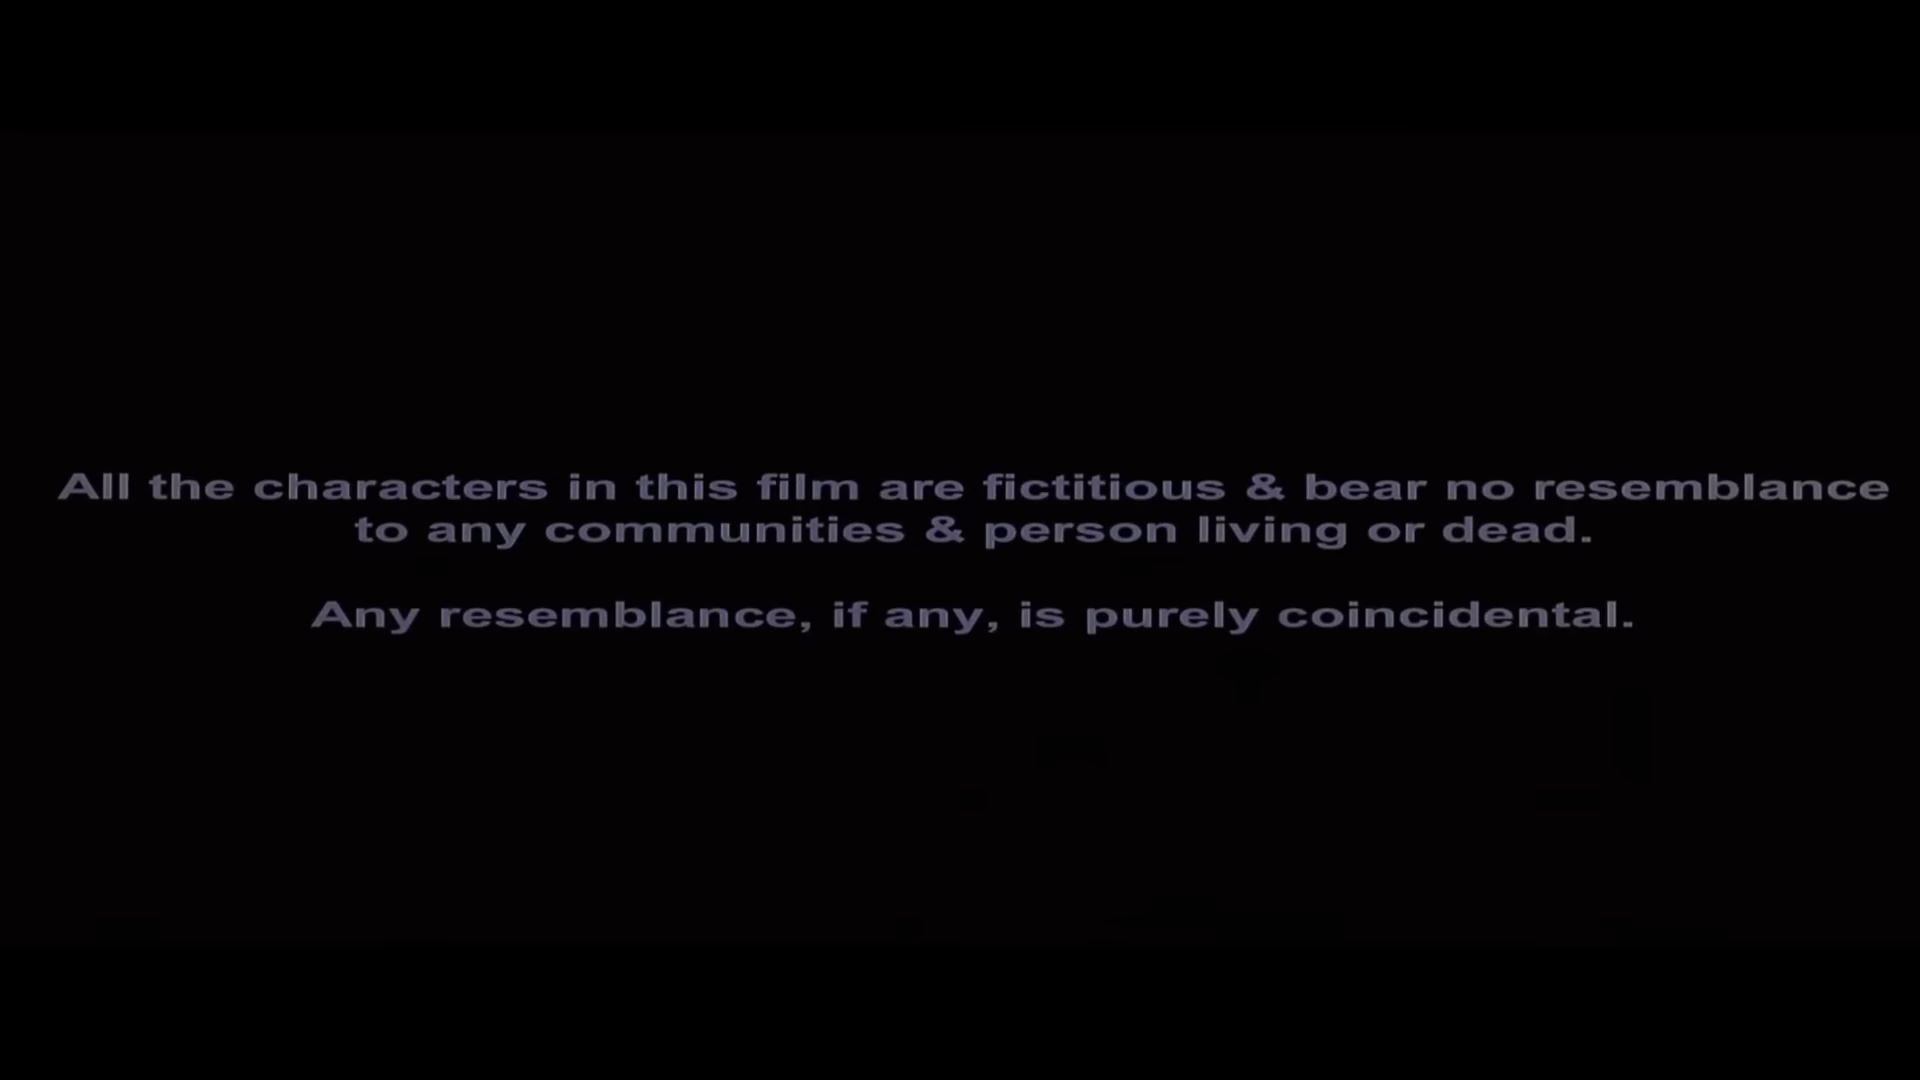 All the characters in this film are fictitious & bear no resemblance
to any communities & person living or dead.
Any resemblance, if any, is purely coincidental.